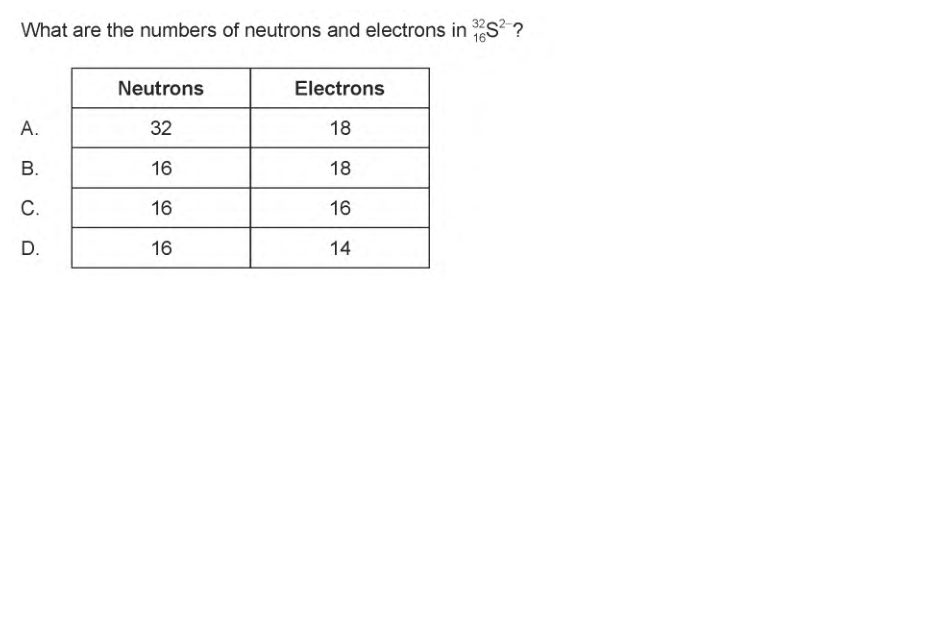 What are the numbers of neutrons and electrons in ³²₁₆S²⁻?
Neutrons Electrons
A. 32 18
B. 16 18
C. 16 16
D. 16 14